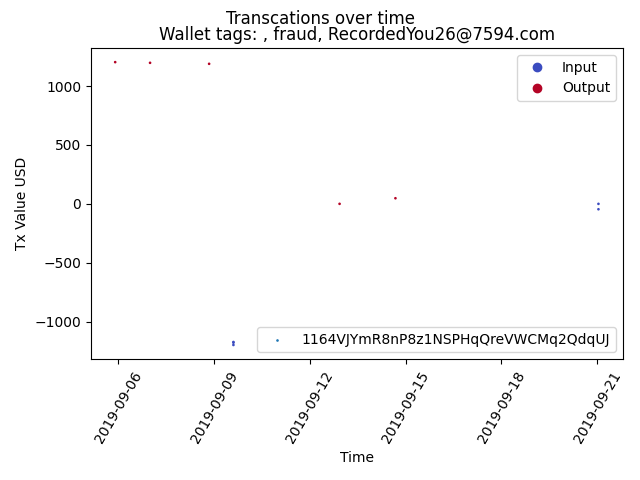 Transcations over time
Wallet tags: , fraud, RecordedYou26@7594.com
Input
Output
1000
500
0
−500
−1000
Tx Value USD
1164VJYmR8nP8z1NSPHqQreVWCMq2QdqUJ
2019-09-06
2019-09-09
2019-09-12
2019-09-15
2019-09-18
2019-09-21
Time